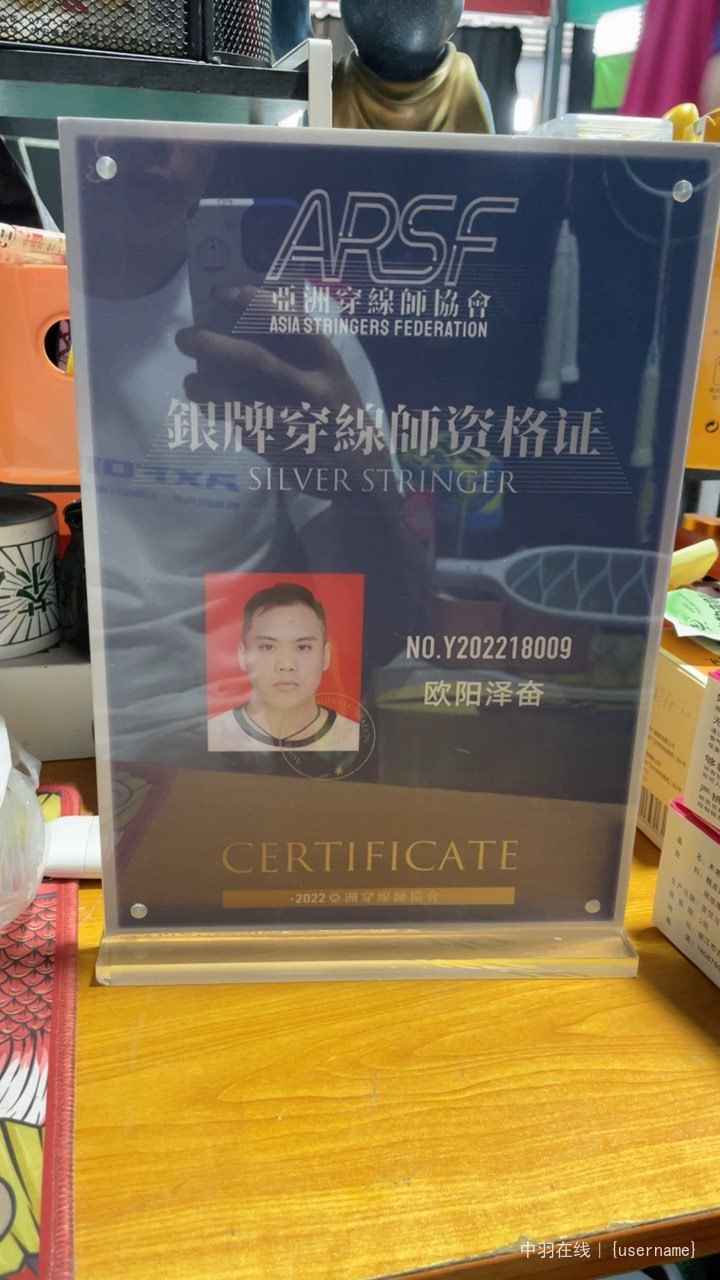 ARSF
亞洲穿線師協會
ASIA STRINGERS FEDERATION
銀牌穿線師资格证
SILVER STRINGER
NO.Y202218009
欧阳泽奋
CERTIFICATE
·2022亞洲穿線師協會·
中羽在线 | {username}